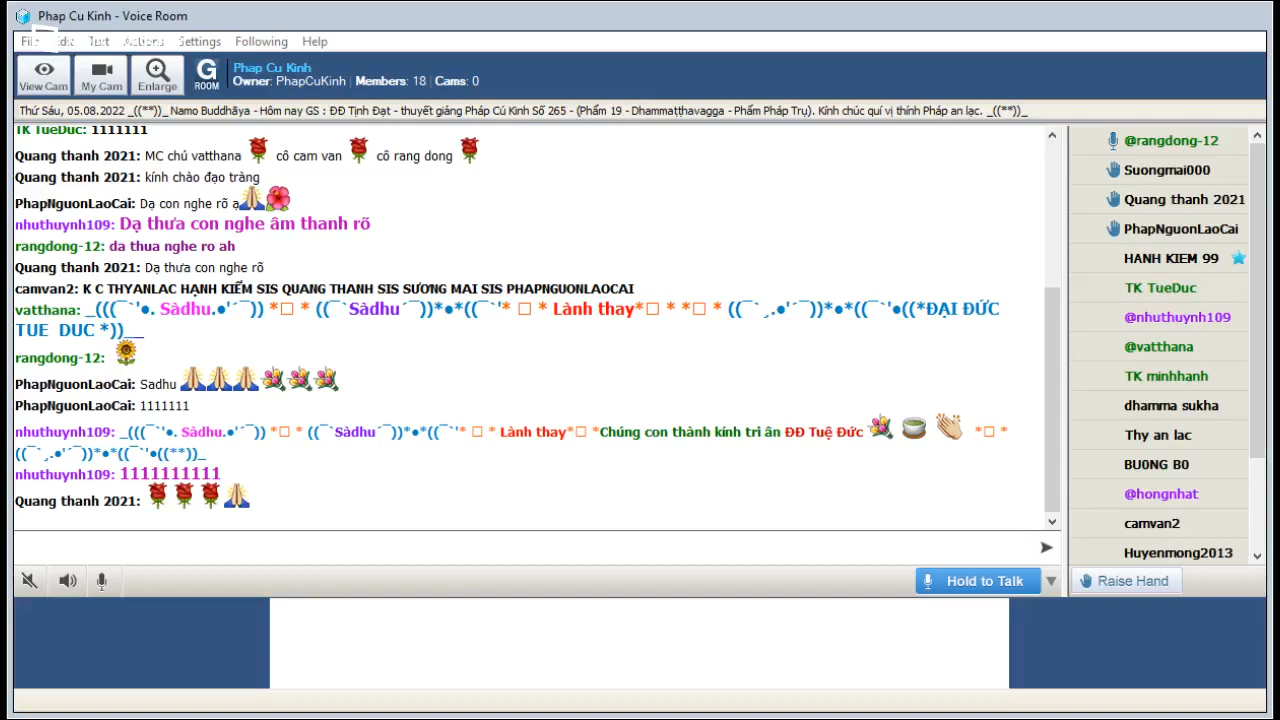 Phap Cu Kinh - Voice Room
Settings Following Help
View Cam My Cam Enlarge G ROOM
Phap Cu Kinh
Owner: PhapCuKinh | Members: 18 | Cams: 0
Thứ Sáu, 05.08.2022 _((**))_ Namo Buddhāya - Hôm nay GS : ĐĐ Tịnh Đạt - thuyết giảng Pháp Cú Kinh Số 265 - (Phẩm 19 - Dhammaṭṭhavagga - Phẩm Pháp Trụ). Kính chúc quí vị thính Pháp an lạc. _((**))_
TK TueDuc: 1111111
Quang thanh 2021: MC chú vatthana 🌹 cô cam van 🌹 cô rang dong 🌹
Quang thanh 2021: kính chào đạo tràng
PhapNguonLaoCai: Dạ con nghe rõ ạ 🙏🌺
nhuthuynh109: Dạ thưa con nghe âm thanh rõ
rangdong-12: da thua nghe ro ah
Quang thanh 2021: Dạ thưa con nghe rõ
camvan2: K C THYANLAC HẠNH KIỂM SIS QUANG THANH SIS SƯƠNG MAI SIS PHAPNGUONLAOCAI
vatthana: _(((¯`'●. Sàdhu.●'´¯)) *□ * ((¯`Sàdhu´¯))*●*((¯`'* □ * Lành thay*□ * *□ * ((¯`¸.●'´¯))*●*((¯`'●((*ĐẠI ĐỨC
TUE DUC *))__
rangdong-12: 🌻
PhapNguonLaoCai: Sadhu 🙏🙏🙏💐💐💐
PhapNguonLaoCai: 1111111
nhuthuynh109: _(((¯`'●. Sàdhu.●'´¯)) *□ * ((¯`Sàdhu´¯))*●*((¯`'* □ * Lành thay*□ *Chúng con thành kính tri ân ĐĐ Tuệ Đức 💐 🍵 👏 *□ *
((¯`¸.●'´¯))*●*((¯`'●((**))_
nhuthuynh109: 1111111111
Quang thanh 2021: 🌹🌹🌹🙏
@rangdong-12
Suongmai000
Quang thanh 2021
PhapNguonLaoCai
HANH KIEM 99
TK TueDuc
@nhuthuynh109
@vatthana
TK minhhanh
dhamma sukha
Thy an lac
BU0NG B0
@hongnhat
camvan2
Huyenmong2013
Hold to Talk
Raise Hand